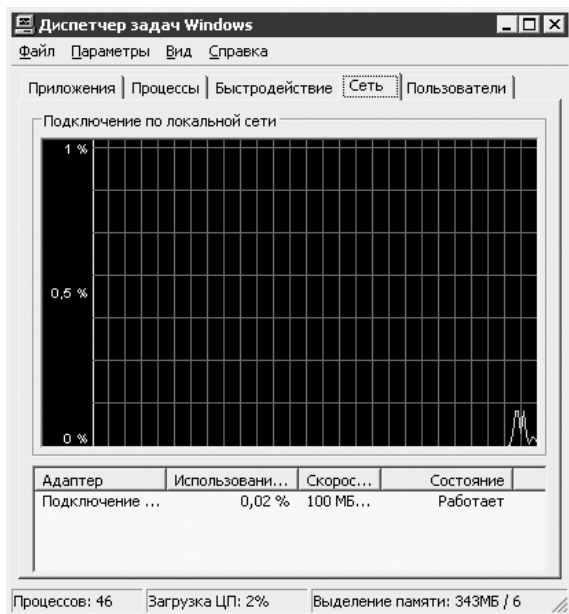 Диспетчер задач Windows
Файл Параметры Вид Справка
Приложения Процессы Быстродействие Сеть Пользователи
Подключение по локальной сети
1 %
0,5 %
0 %
Адаптер Использовани... Скорос... Состояние
Подключение ... 0,02 % 100 МБ... Работает
Процессов: 46 Загрузка ЦП: 2% Выделение памяти: 343МБ / 6